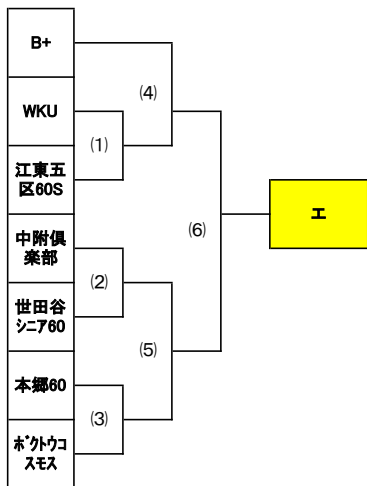 B+
(4)
WKU
(1)
江東五
区60S
エ
中附倶
楽部
(6)
(2)
世田谷
シニア60
(5)
本郷60
(3)
ボクトウコ
スモス